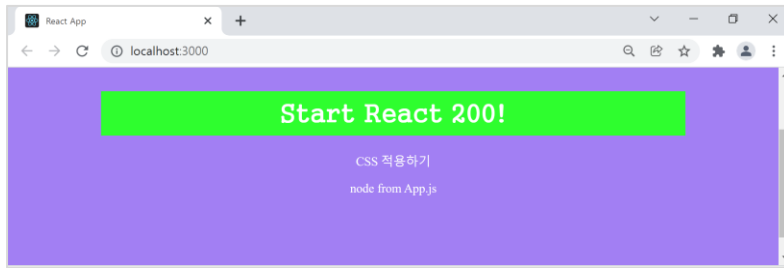 React App
localhost:3000
Start React 200!
CSS 적용하기
node from App.js